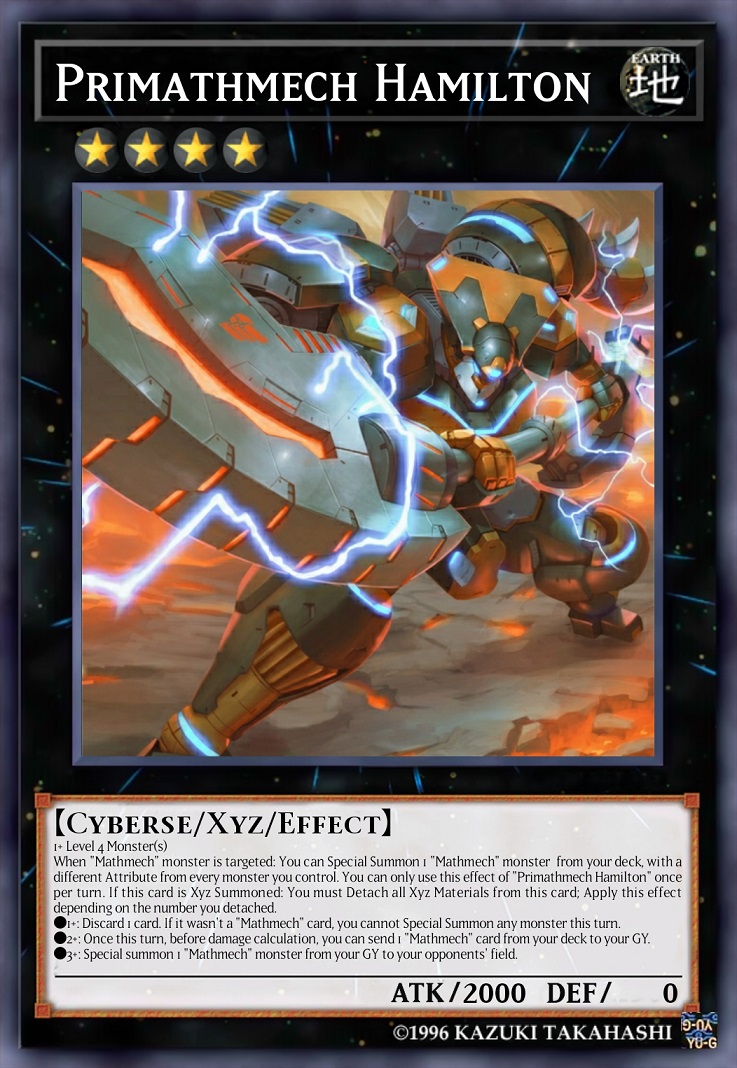 PRIMATHMECH HAMILTON
EARTH
地
【CYBERSE/XYZ/EFFECT】
1+ Level 4 Monster(s)
When "Mathmech" monster is targeted: You can Special Summon 1 "Mathmech" monster from your deck, with a
different Attribute from every monster you control. You can only use this effect of "Primathmech Hamilton" once
per turn. If this card is Xyz Summoned: You must Detach all Xyz Materials from this card; Apply this effect
depending on the number you detached.
●1+: Discard 1 card. If it wasn't a "Mathmech" card, you cannot Special Summon any monster this turn.
●2+: Once this turn, before damage calculation, you can send 1 "Mathmech" card from your deck to your GY.
●3+: Special summon 1 "Mathmech" monster from your GY to your opponents' field.
ATK/2000 DEF/ 0
©1996 KAZUKI TAKAHASHI
YU-G
YU-G